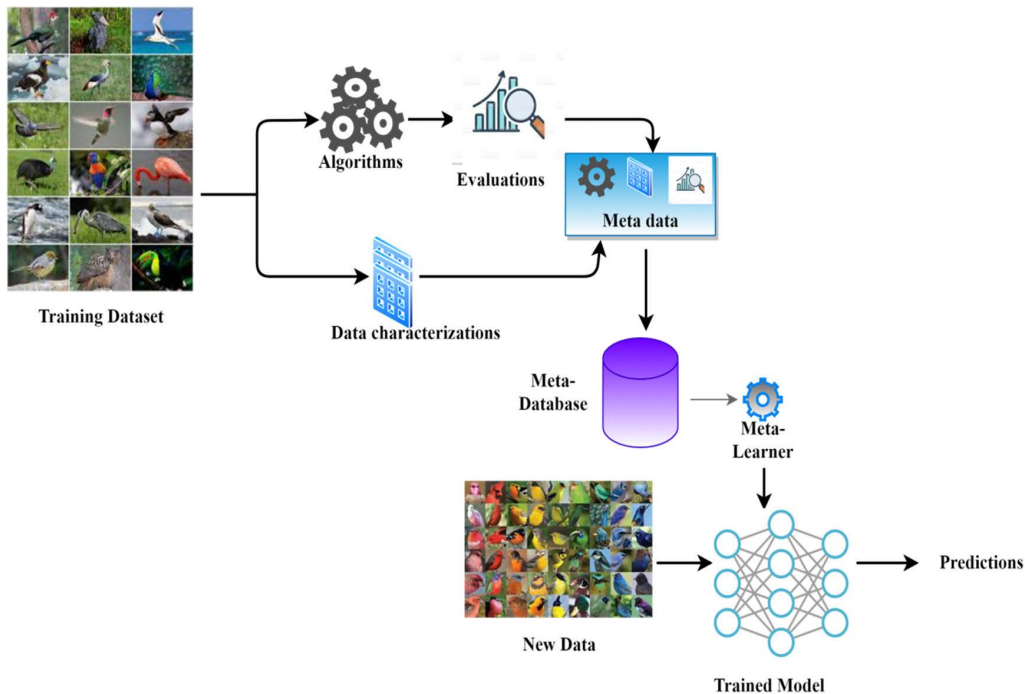 Algorithms
Evaluations
Meta data
Training Dataset
Data characterizations
Meta-
Database
Meta-
Learner
New Data
Predictions
Trained Model